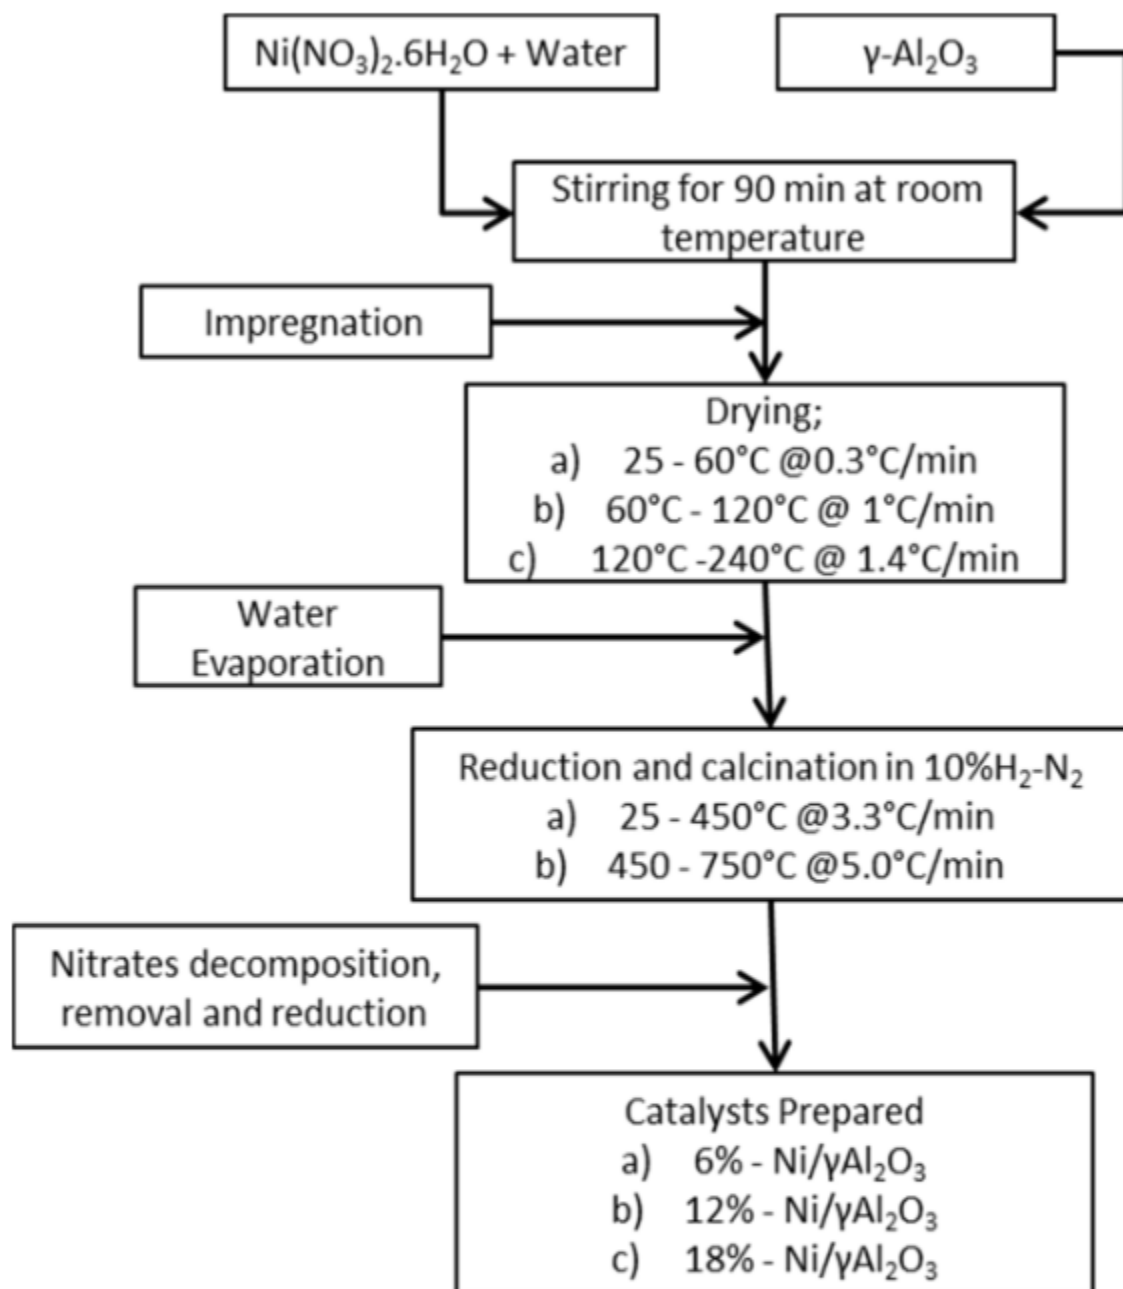 Ni(NO₃)₂.6H₂O + Water
γ-Al₂O₃
Stirring for 90 min at room
temperature
Impregnation
Drying;
a) 25 - 60°C @0.3°C/min
b) 60°C - 120°C @ 1°C/min
c) 120°C -240°C @ 1.4°C/min
Water
Evaporation
Reduction and calcination in 10%H₂-N₂
a) 25 - 450°C @3.3°C/min
b) 450 - 750°C @5.0°C/min
Nitrates decomposition,
removal and reduction
Catalysts Prepared
a) 6% - Ni/γAl₂O₃
b) 12% - Ni/γAl₂O₃
c) 18% - Ni/γAl₂O₃